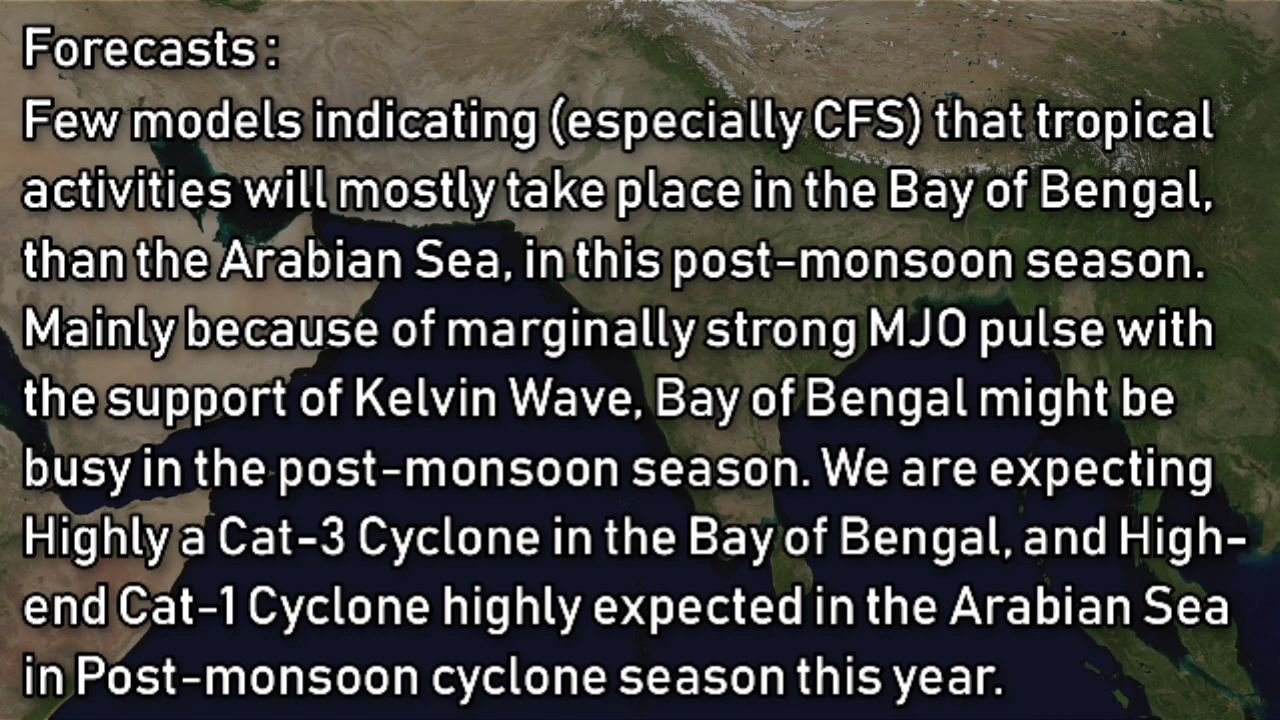 Forecasts :
Few models indicating (especially CFS) that tropical
activities will mostly take place in the Bay of Bengal,
than the Arabian Sea, in this post-monsoon season.
Mainly because of marginally strong MJO pulse with
the support of Kelvin Wave, Bay of Bengal might be
busy in the post-monsoon season. We are expecting
Highly a Cat-3 Cyclone in the Bay of Bengal, and High-
end Cat-1 Cyclone highly expected in the Arabian Sea
in Post-monsoon cyclone season this year.